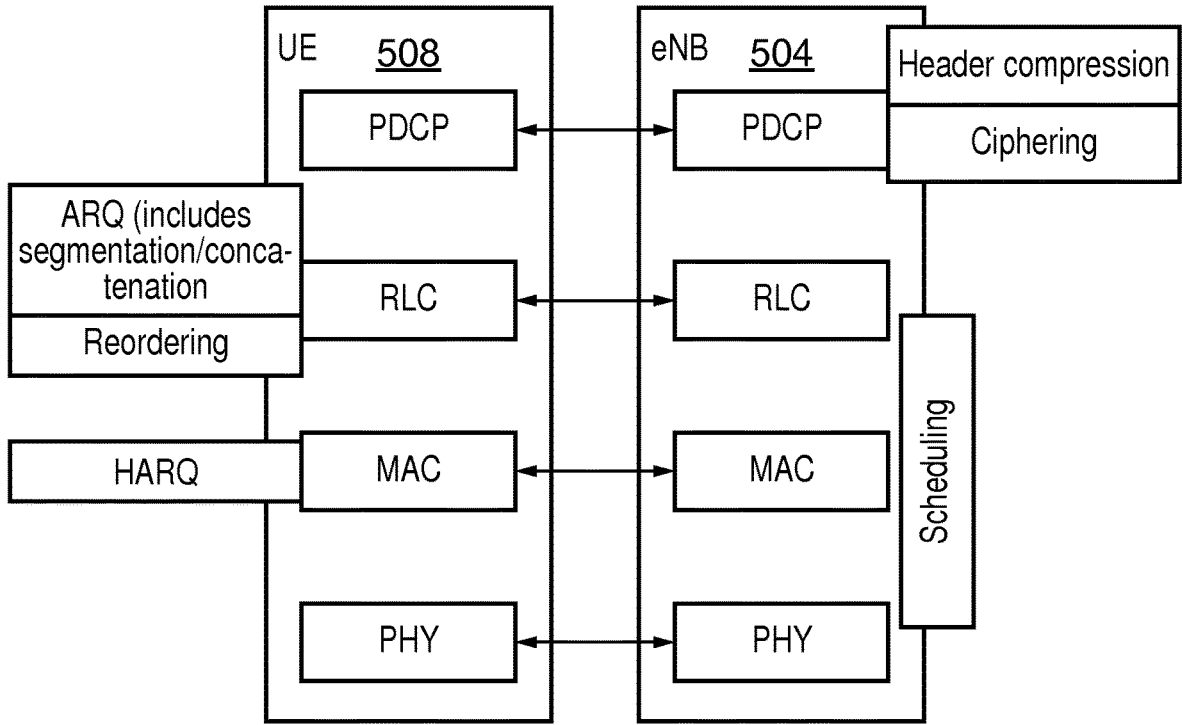 UE 508
eNB 504
Header compression
Ciphering
PDCP
PDCP
ARQ (includes
segmentation/conca-
tenation
Reordering
RLC
RLC
Scheduling
HARQ
MAC
MAC
PHY
PHY